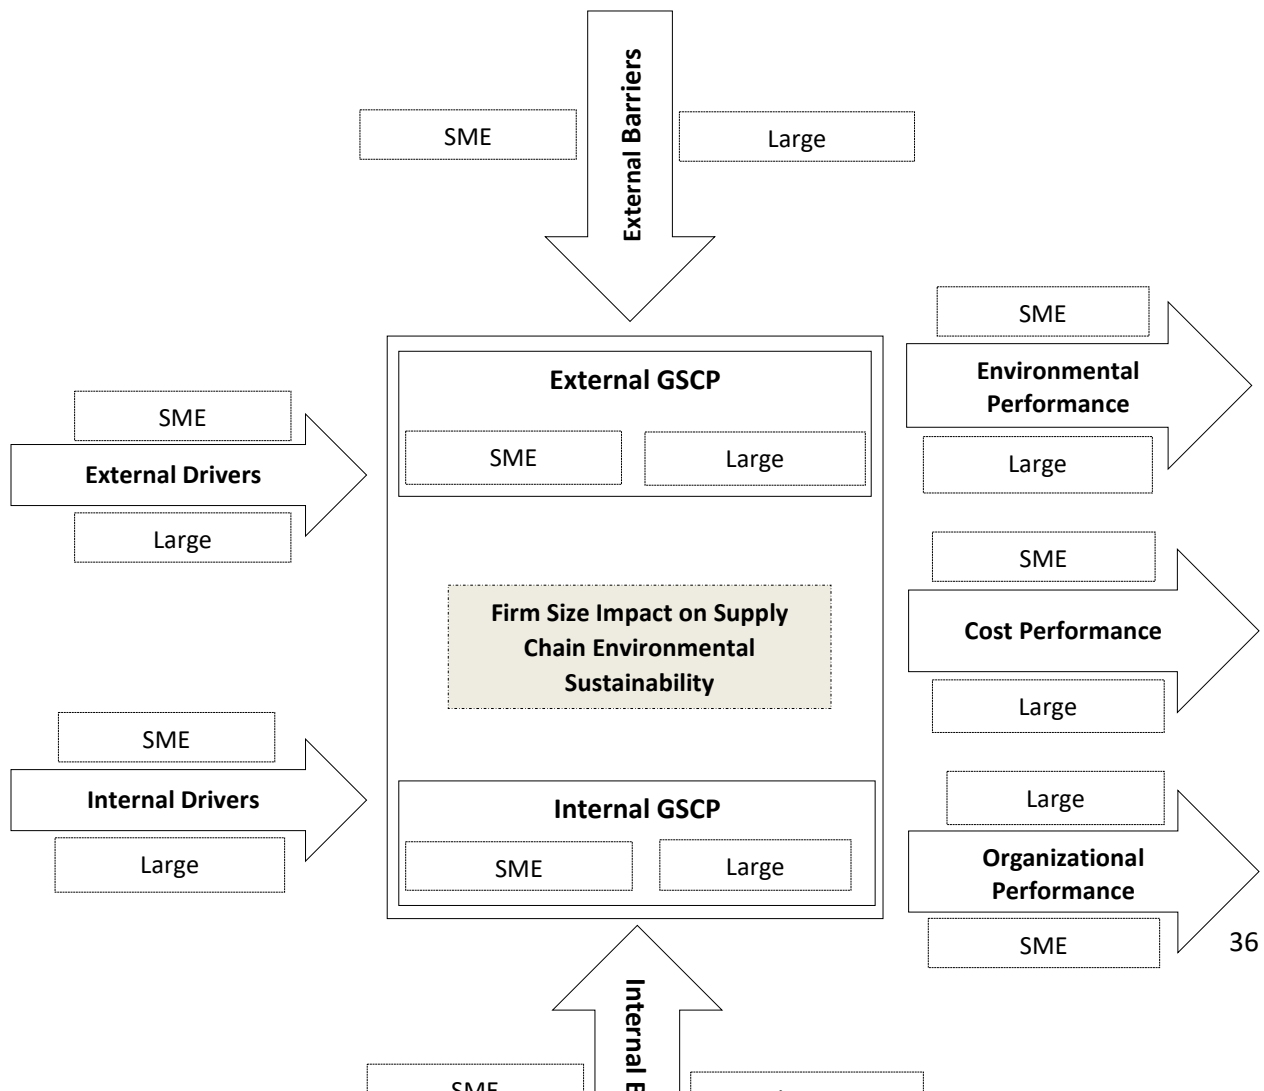 External Barriers
SME
Large
SME
Environmental
Performance
Large
External GSCP
SME
Large
SME
External Drivers
Large
SME
Cost Performance
Large
Firm Size Impact on Supply
Chain Environmental
Sustainability
SME
Internal Drivers
Large
Internal GSCP
SME
Large
Large
Organizational
Performance
SME
36
Internal
SME